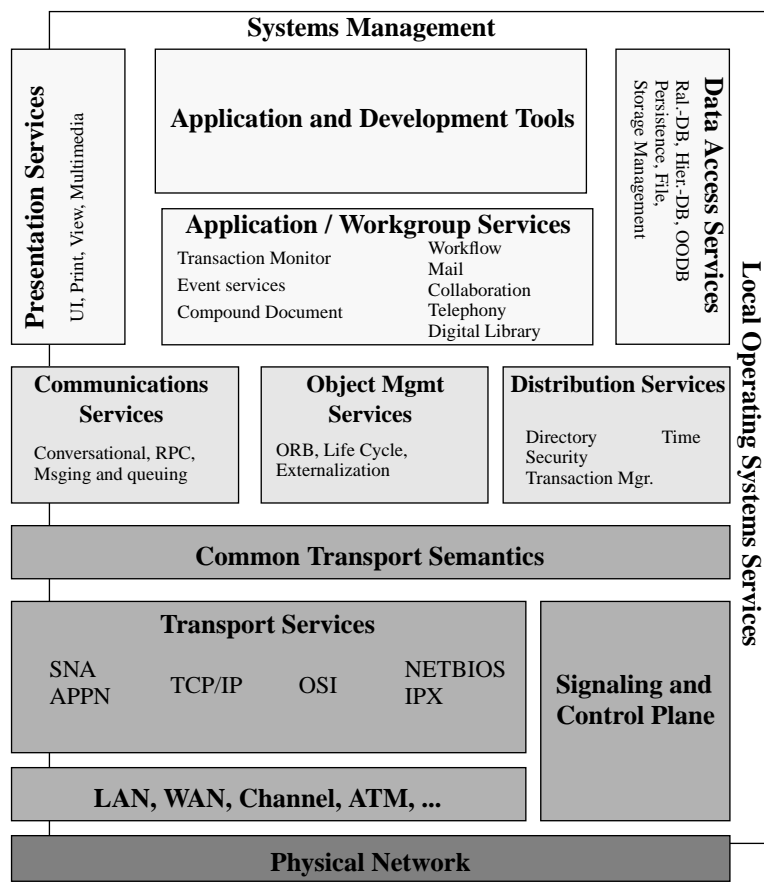 Systems Management
Presentation Services
UI, Print, View, Multimedia
Application and Development Tools
Data Access Services
Ral.-DB, Hier.-DB, OODB
Persistence, File,
Storage Management
Application / Workgroup Services
Transaction Monitor
Event services
Compound Document
Workflow
Mail
Collaboration
Telephony
Digital Library
Local Operating Systems Services
Communications
Services
Conversational, RPC,
Msging and queuing
Object Mgmt
Services
ORB, Life Cycle,
Externalization
Distribution Services
Directory Time
Security
Transaction Mgr.
Common Transport Semantics
Transport Services
SNA
APPN
TCP/IP
OSI
NETBIOS
IPX
Signaling and
Control Plane
LAN, WAN, Channel, ATM, ...
Physical Network